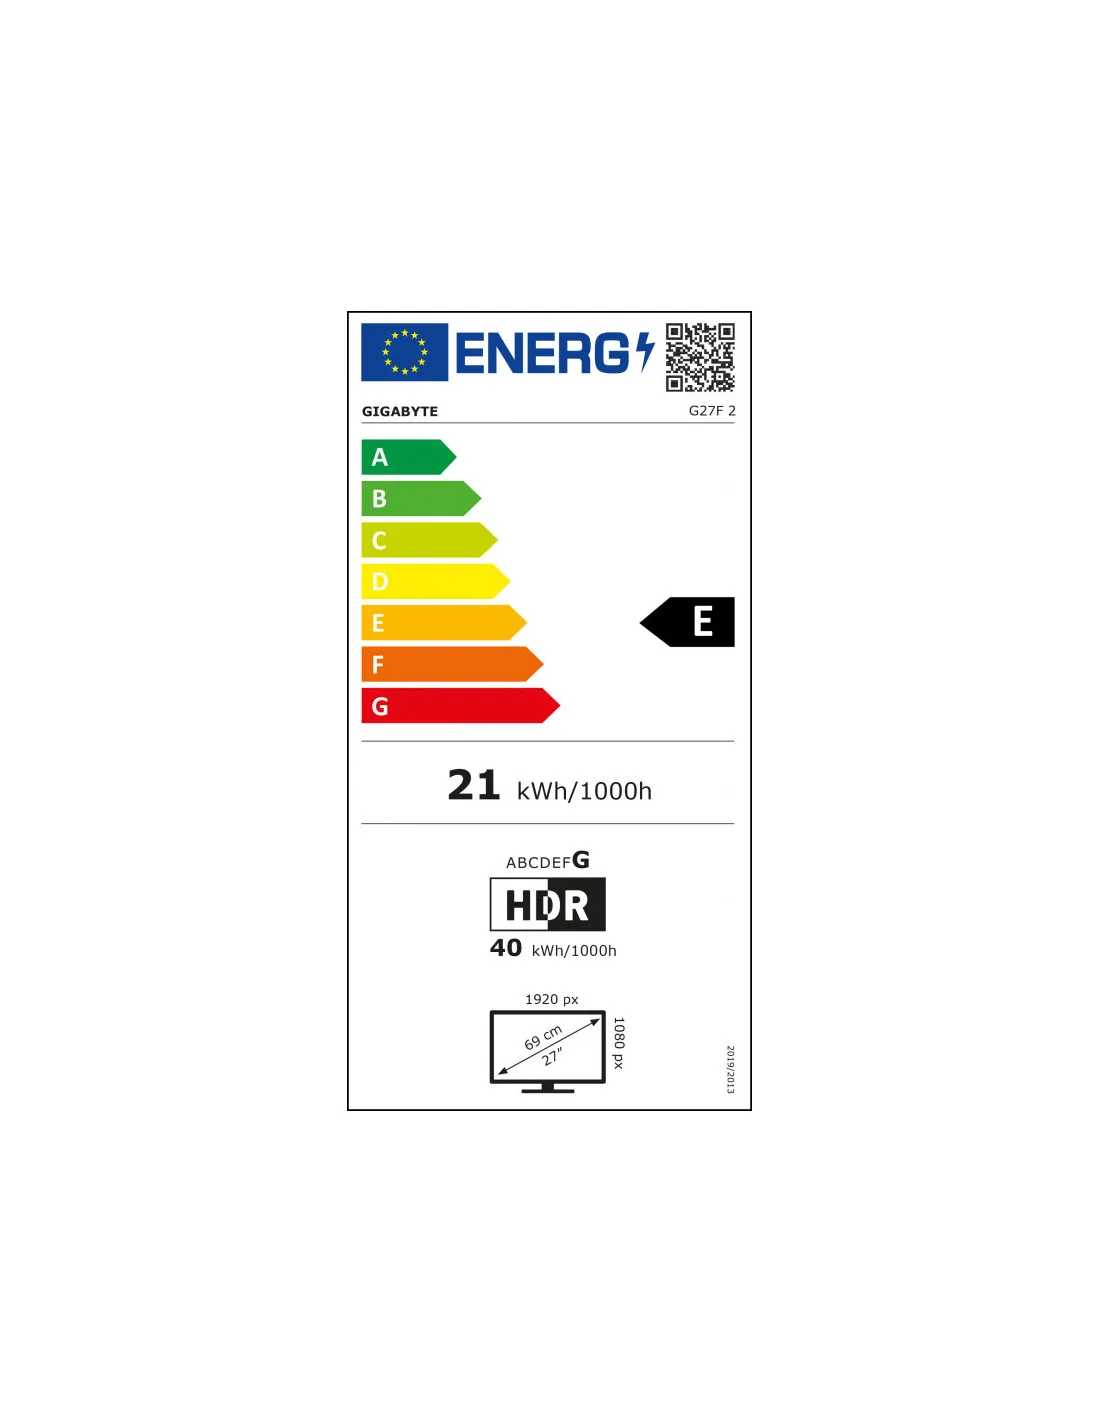 ENERG
GIGABYTE G27F 2
A
B
C
D
E
E
F
G
21 kWh/1000h
ABCDEFG
HDR
40 kWh/1000h
1920 px
1080 px
69 cm
27"
2019/2013